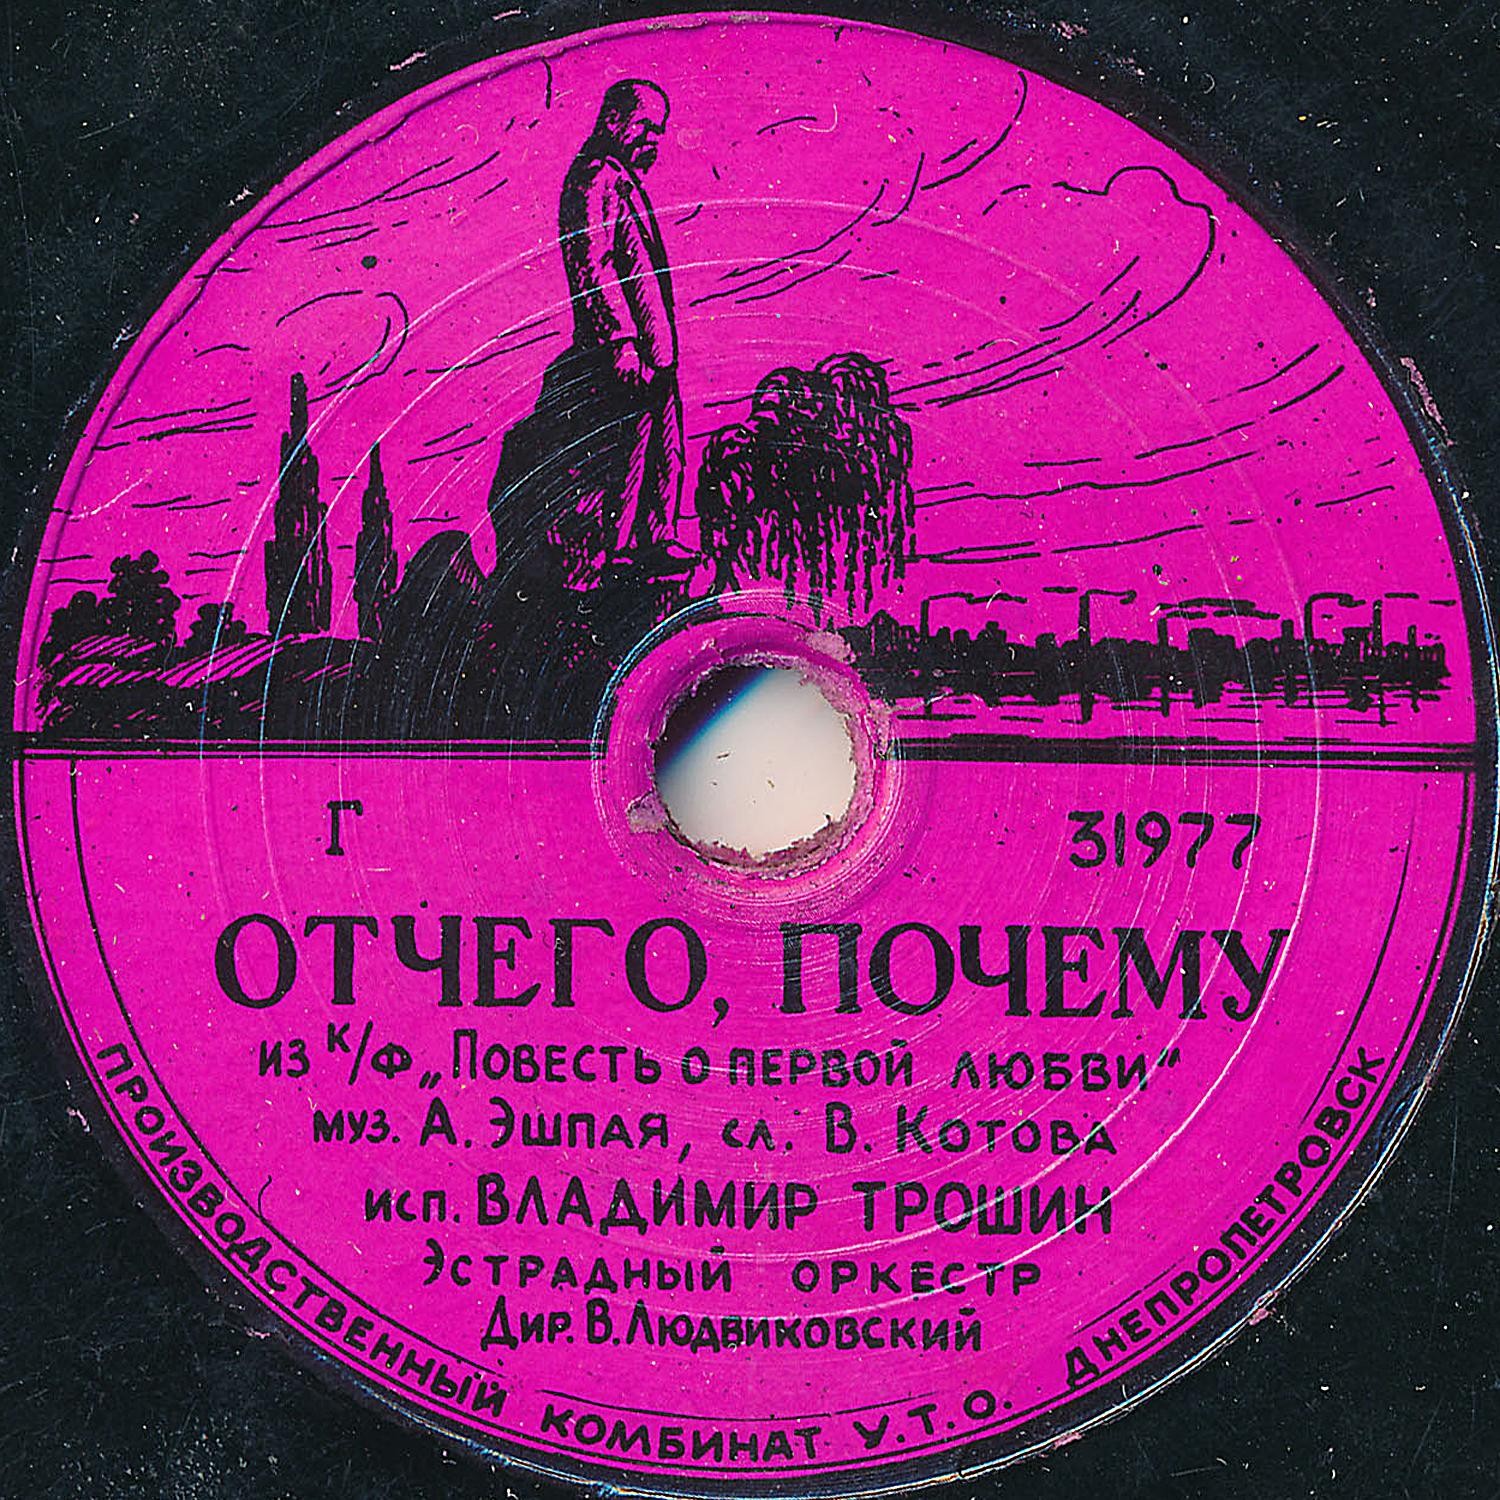 Г 31977
ОТЧЕГО, ПОЧЕМУ
ИЗ К/Ф „ПОВЕСТЬ О ПЕРВОЙ ЛЮБВИ“
МУЗ. А. ЭШПАЯ, СЛ. В. КОТОВА
ИСП. ВЛАДИМИР ТРОШИН
ЭСТРАДНЫЙ ОРКЕСТР
ДИР. В. ЛЮДВИКОВСКИЙ
ПРОИЗВОДСТВЕННЫЙ КОМБИНАТ У.Т.О. ДНЕПРОПЕТРОВСК